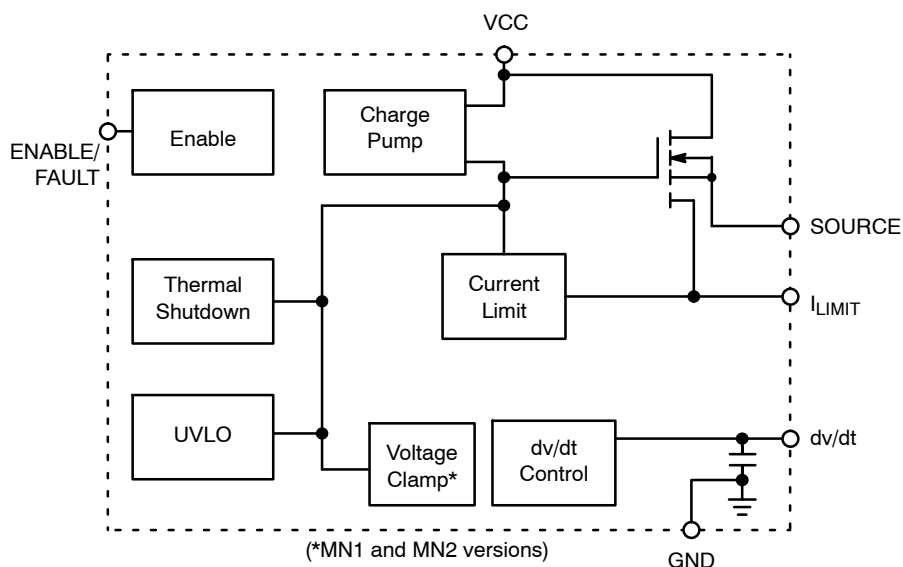 VCC
Enable
Charge
Pump
ENABLE/
FAULT
SOURCE
Thermal
Shutdown
Current
Limit
ILIMIT
UVLO
Voltage
Clamp*
dv/dt
Control
dv/dt
(*MN1 and MN2 versions)
GND